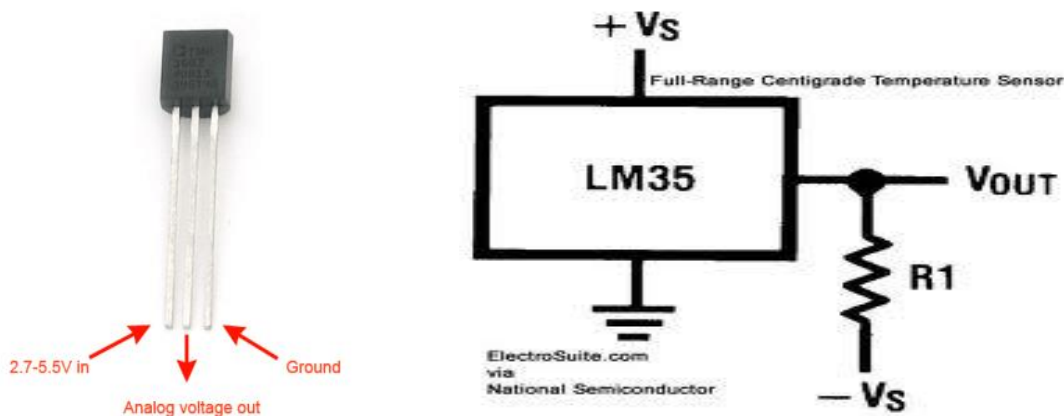 2.7-5.5V in
Analog voltage out
Ground
+ VS
Full-Range Centigrade Temperature Sensor
LM35
VOUT
R1
ElectroSuite.com
via
National Semiconductor
− VS